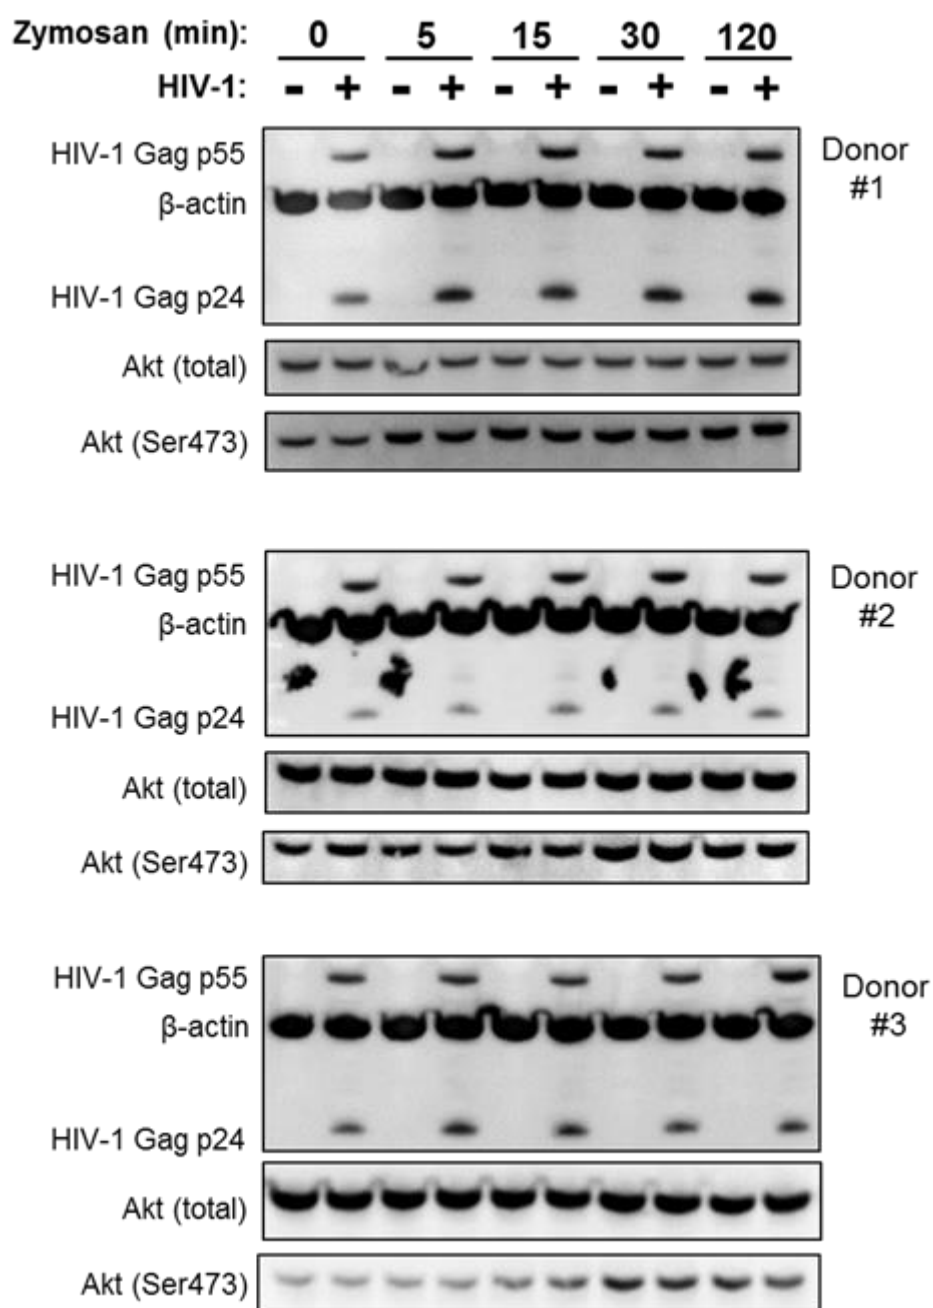 Zymosan (min): 0 5 15 30 120
HIV-1: - + - + - + - + - +
HIV-1 Gag p55
Donor #1
β-actin
HIV-1 Gag p24
Akt (total)
Akt (Ser473)
HIV-1 Gag p55
Donor #2
β-actin
HIV-1 Gag p24
Akt (total)
Akt (Ser473)
HIV-1 Gag p55
Donor #3
β-actin
HIV-1 Gag p24
Akt (total)
Akt (Ser473)